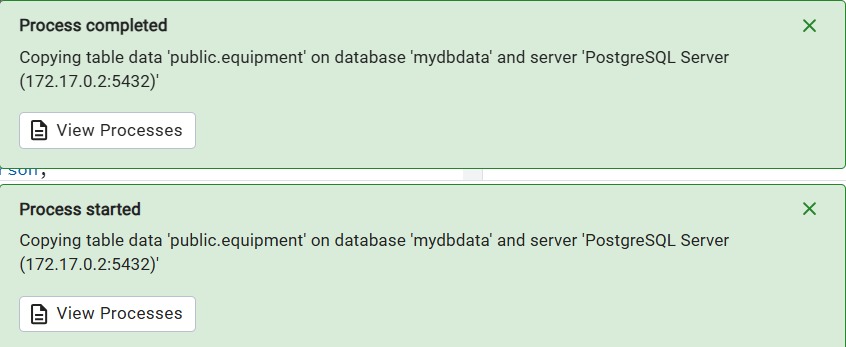 Process completed
Copying table data 'public.equipment' on database 'mydbdata' and server 'PostgreSQL Server
(172.17.0.2:5432)'
View Processes
Process started
Copying table data 'public.equipment' on database 'mydbdata' and server 'PostgreSQL Server
(172.17.0.2:5432)'
View Processes